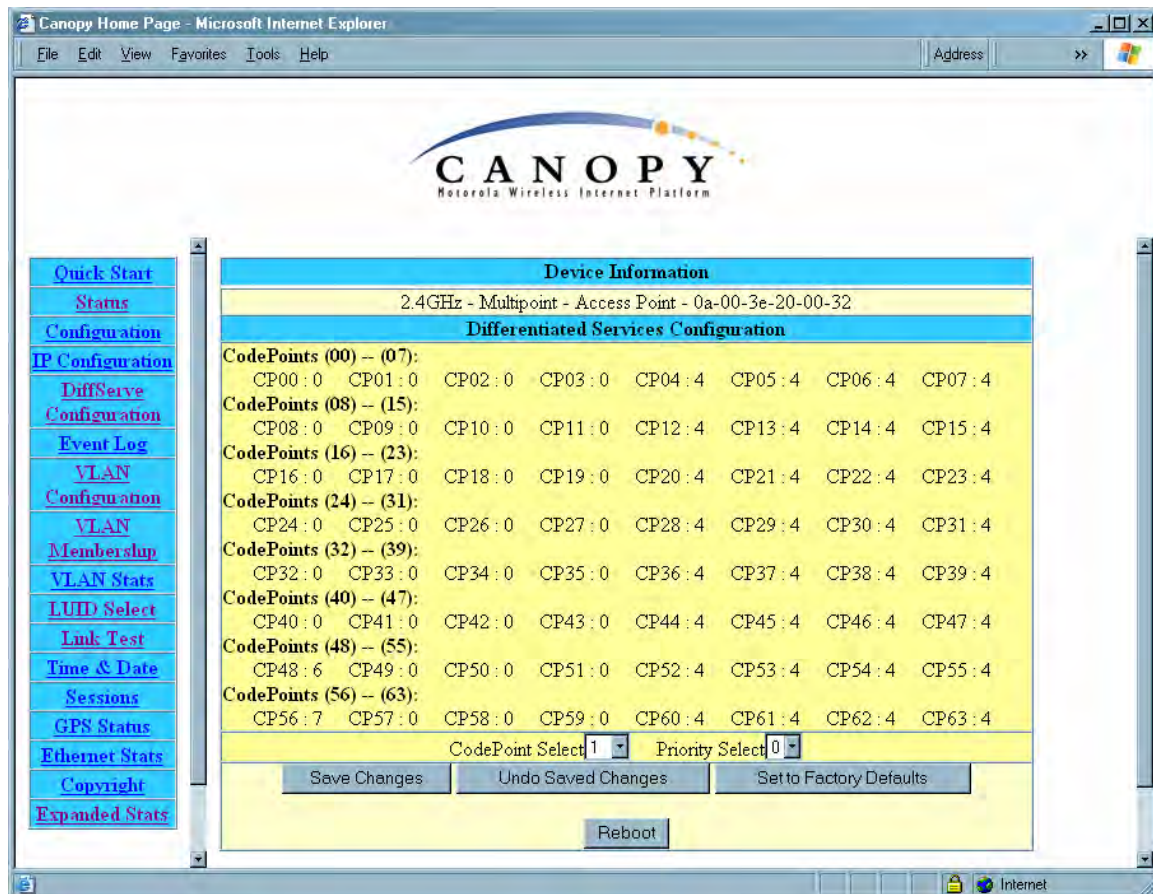 Canopy Home Page - Microsoft Internet Explorer
File Edit View Favorites Tools Help Address »
CANOPY
Motorola Wireless Internet Platform
Quick Start
Status
Configuration
IP Configuration
DiffServe
Configuration
Event Log
VLAN
Configuration
VLAN
Membership
VLAN Stats
LUID Select
Link Test
Time & Date
Sessions
GPS Status
Ethernet Stats
Copyright
Expanded Stats
Device Information
2.4GHz - Multipoint - Access Point - 0a-00-3e-20-00-32
Differentiated Services Configuration
CodePoints (00) -- (07):
CP00 : 0 CP01 : 0 CP02 : 0 CP03 : 0 CP04 : 4 CP05 : 4 CP06 : 4 CP07 : 4
CodePoints (08) -- (15):
CP08 : 0 CP09 : 0 CP10 : 0 CP11 : 0 CP12 : 4 CP13 : 4 CP14 : 4 CP15 : 4
CodePoints (16) -- (23):
CP16 : 0 CP17 : 0 CP18 : 0 CP19 : 0 CP20 : 4 CP21 : 4 CP22 : 4 CP23 : 4
CodePoints (24) -- (31):
CP24 : 0 CP25 : 0 CP26 : 0 CP27 : 0 CP28 : 4 CP29 : 4 CP30 : 4 CP31 : 4
CodePoints (32) -- (39):
CP32 : 0 CP33 : 0 CP34 : 0 CP35 : 0 CP36 : 4 CP37 : 4 CP38 : 4 CP39 : 4
CodePoints (40) -- (47):
CP40 : 0 CP41 : 0 CP42 : 0 CP43 : 0 CP44 : 4 CP45 : 4 CP46 : 4 CP47 : 4
CodePoints (48) -- (55):
CP48 : 6 CP49 : 0 CP50 : 0 CP51 : 0 CP52 : 4 CP53 : 4 CP54 : 4 CP55 : 4
CodePoints (56) -- (63):
CP56 : 7 CP57 : 0 CP58 : 0 CP59 : 0 CP60 : 4 CP61 : 4 CP62 : 4 CP63 : 4
CodePoint Select 1 Priority Select 0
Save Changes Undo Saved Changes Set to Factory Defaults
Reboot
Internet